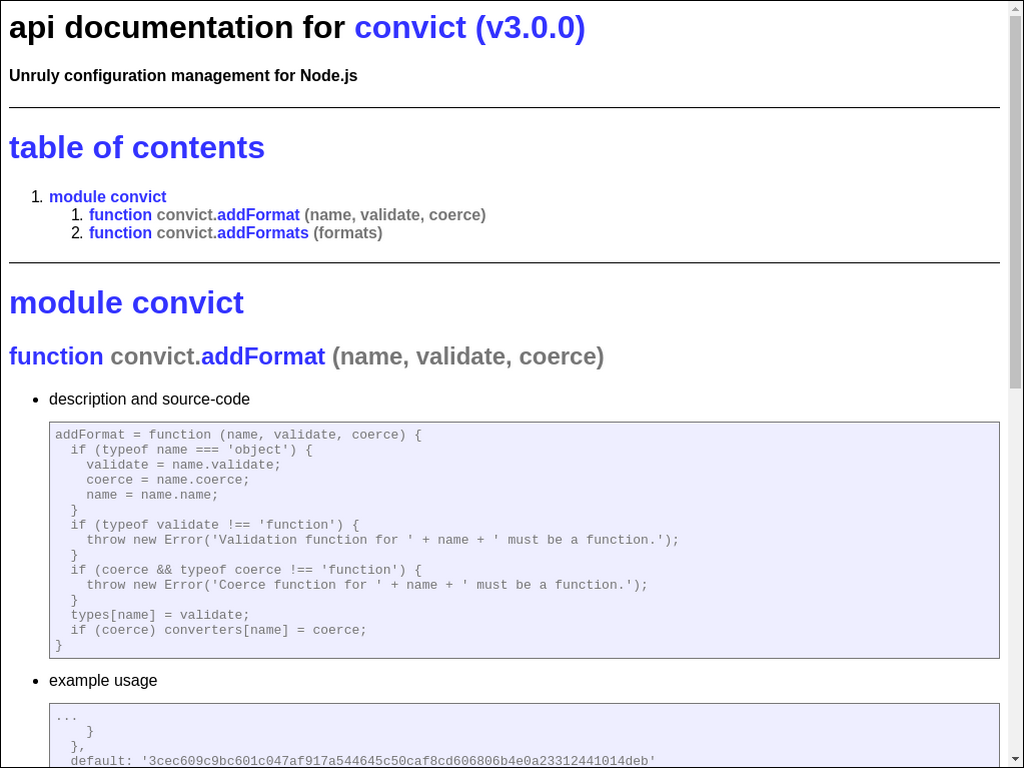 api documentation for convict (v3.0.0)
Unruly configuration management for Node.js
table of contents
1. module convict
1. function convict.addFormat (name, validate, coerce)
2. function convict.addFormats (formats)
module convict
function convict.addFormat (name, validate, coerce)
• description and source-code
addFormat = function (name, validate, coerce) {
  if (typeof name === 'object') {
    validate = name.validate;
    coerce = name.coerce;
    name = name.name;
  }
  if (typeof validate !== 'function') {
    throw new Error('Validation function for ' + name + ' must be a function.');
  }
  if (coerce && typeof coerce !== 'function') {
    throw new Error('Coerce function for ' + name + ' must be a function.');
  }
  types[name] = validate;
  if (coerce) converters[name] = coerce;
}
• example usage
...
    }
  },
  default: '3cec609c9bc601c047af917a544645c50caf8cd606806b4e0a23312441014deb'